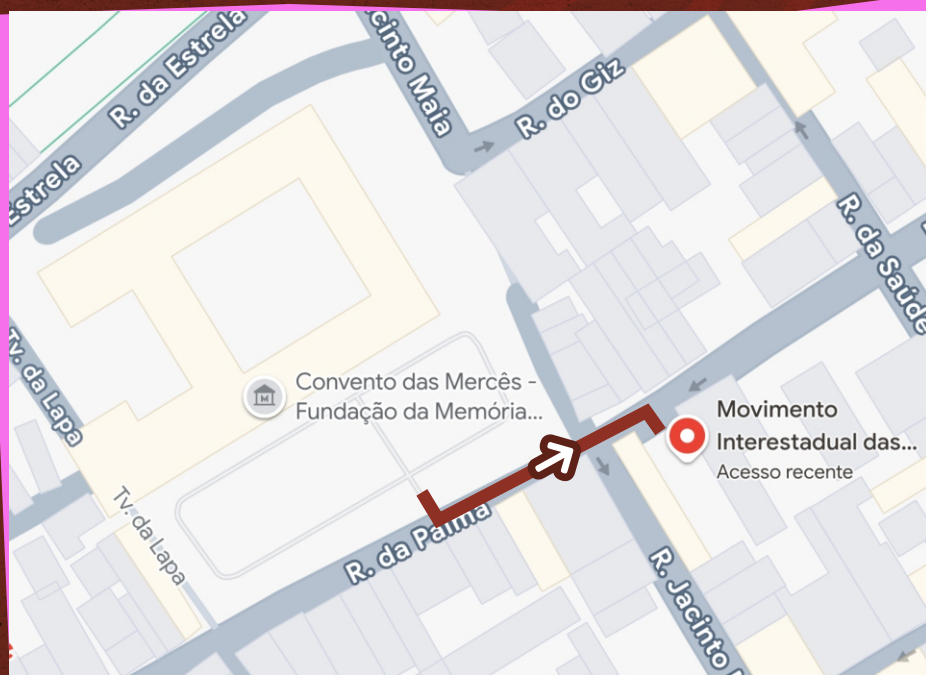 R. da Estrela
Estrela
acinto Maia
R. do Giz
R. da Saúde
Tv. da Lapa
Convento das Mercês -
Fundação da Memória...
Movimento
Interestadual das...
Acesso recente
Tv. da Lapa
R. da Palma
R. Jacinto